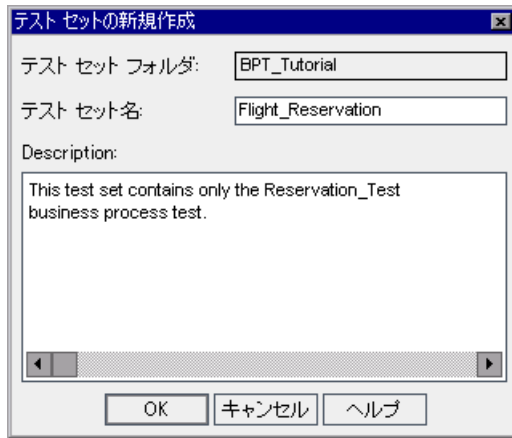 テスト セットの新規作成
テスト セット フォルダ: BPT_Tutorial
テスト セット名: Flight_Reservation
Description:
This test set contains only the Reservation_Test
business process test.
OK キャンセル ヘルプ